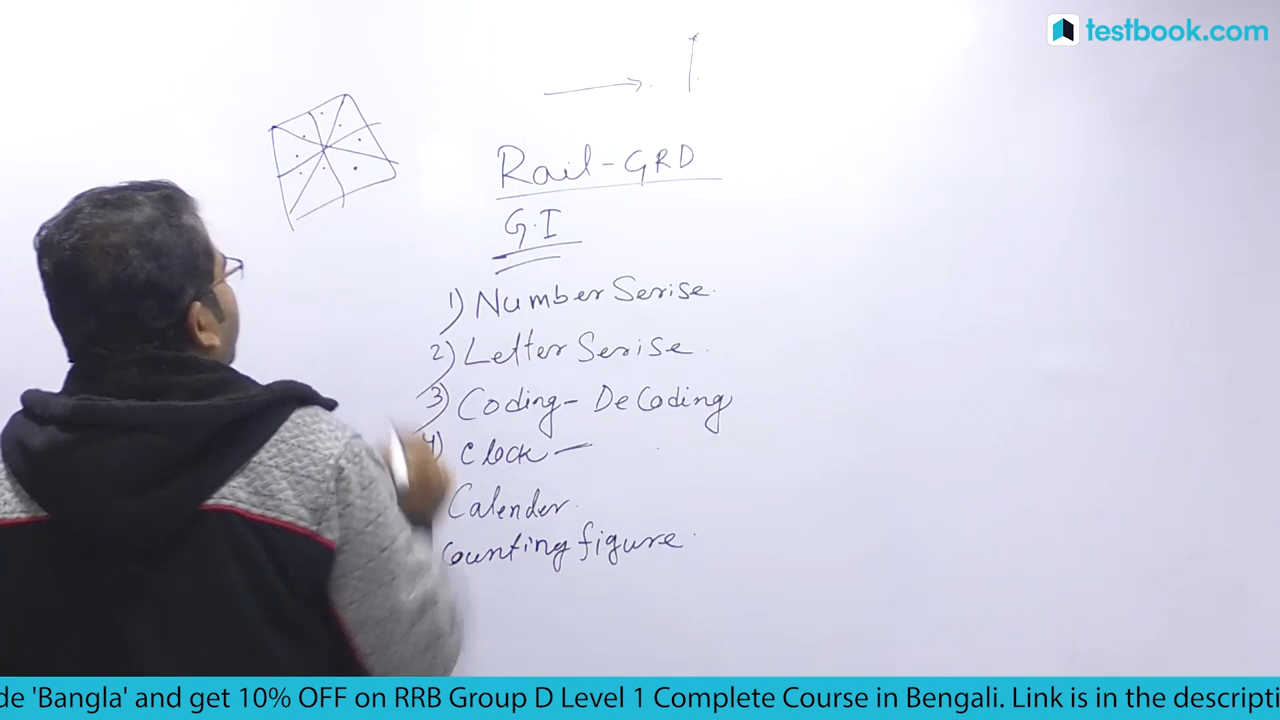 testbook.com
Rail-GRD
G.I
1) Number Serise.
2) Letter Serise.
3) Coding-DeCoding
4) Clock -
Calender.
Counting figure.
de 'Bangla' and get 10% OFF on RRB Group D Level 1 Complete Course in Bengali. Link is in the descripti